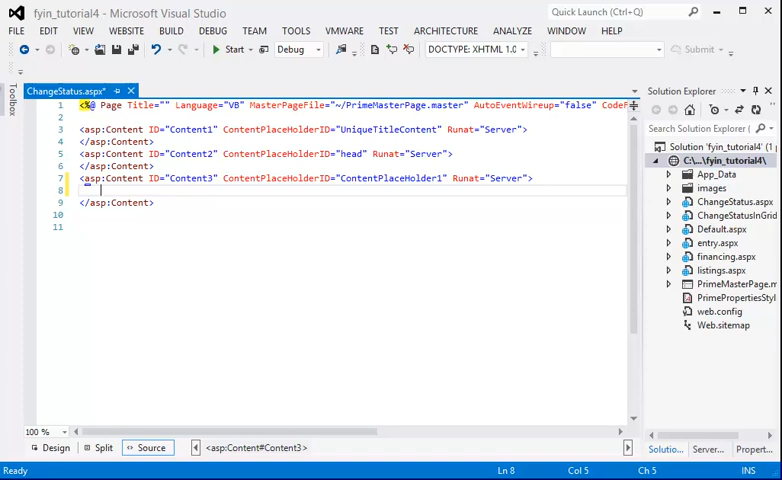 fyin_tutorial4 - Microsoft Visual Studio
Quick Launch (Ctrl+Q)
FILE EDIT VIEW WEBSITE BUILD DEBUG TEAM TOOLS VMWARE TEST ARCHITECTURE ANALYZE WINDOW HELP
Start Debug DOCTYPE: XHTML 1.0 Submit
Toolbox
ChangeStatus.aspx*
1 <%@ Page Title="" Language="VB" MasterPageFile="~/PrimeMasterPage.master" AutoEventWireup="false" CodeF
2
3 <asp:Content ID="Content1" ContentPlaceHolderID="UniqueTitleContent" Runat="Server">
4 </asp:Content>
5 <asp:Content ID="Content2" ContentPlaceHolderID="head" Runat="Server">
6 </asp:Content>
7 <asp:Content ID="Content3" ContentPlaceHolderID="ContentPlaceHolder1" Runat="Server">
8
9 </asp:Content>
10
11
Solution Explorer
Search Solution Explorer (Ctrl
Solution 'fyin_tutorial4' (1 p
C:\...\fyin_tutorial4\
App_Data
images
ChangeStatus.aspx
ChangeStatusInGrid
Default.aspx
entry.aspx
financing.aspx
listings.aspx
PrimeMasterPage.m
PrimePropertiesStyl
web.config
Web.sitemap
100 %
Design Split Source <asp:Content#Content3>
Solutio... Server... Propert...
Ready Ln 8 Col 5 Ch 5 INS